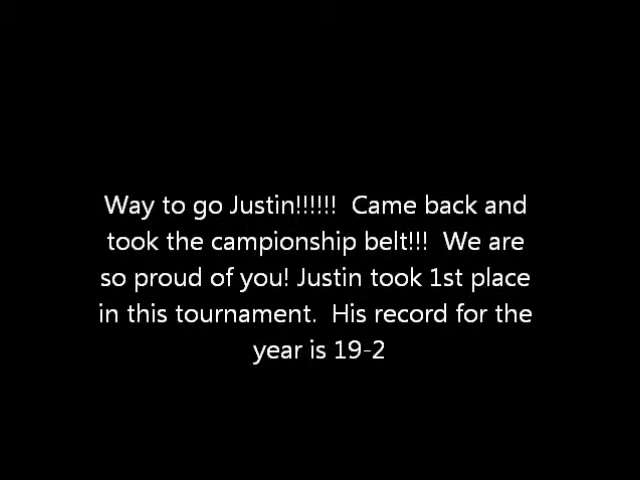 Way to go Justin!!!!!!  Came back and
took the campionship belt!!!  We are
so proud of you! Justin took 1st place
in this tournament.  His record for the
year is 19-2